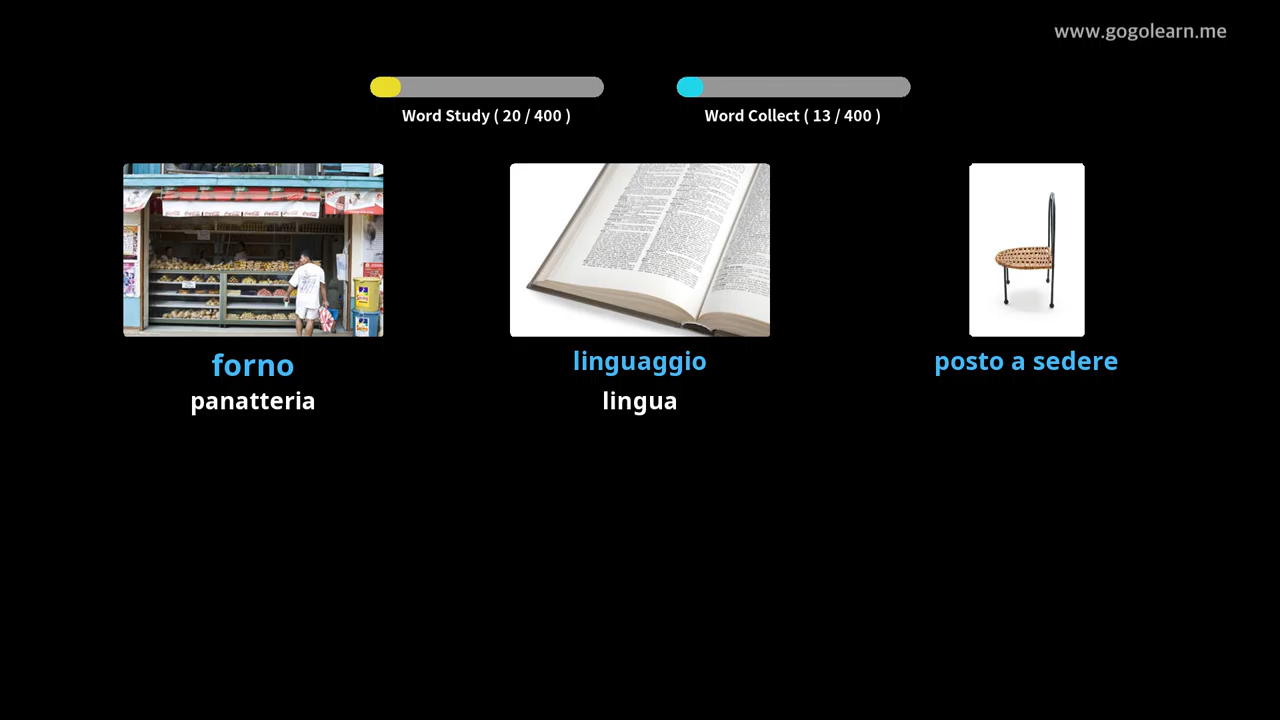 www.gogolearn.me
Word Study ( 20 / 400 )
Word Collect ( 13 / 400 )
forno
panatteria
linguaggio
lingua
posto a sedere